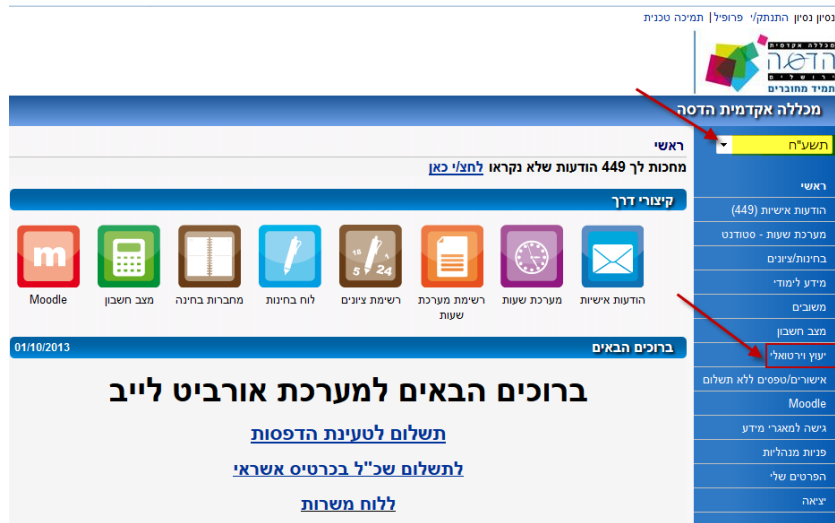 נסיון נסיון התנתק/י פרופיל | תמיכה טכנית
מכללה אקדמית
הדסה
ירושלים
תמיד מחוברים
מכללה אקדמית הדסה
תשע"ח
ראשי
הודעות אישיות (449)
מערכת שעות - סטודנט
בחינות/ציונים
מידע לימודי
משובים
מצב חשבון
יעוץ וירטואלי
אישורים/טפסים ללא תשלום
Moodle
גישה למאגרי מידע
פניות מנהליות
הפרטים שלי
יציאה
ראשי
מחכות לך 449 הודעות שלא נקראו לחצ/י כאן
קיצורי דרך
הודעות אישיות
מערכת שעות
רשימת מערכת
שעות
רשימת ציונים
לוח בחינות
מחברות בחינה
מצב חשבון
Moodle
17
5
24
m
ברוכים הבאים 01/10/2013
ברוכים הבאים למערכת אורביט לייב
תשלום לטעינת הדפסות
לתשלום שכ"ל בכרטיס אשראי
ללוח משרות